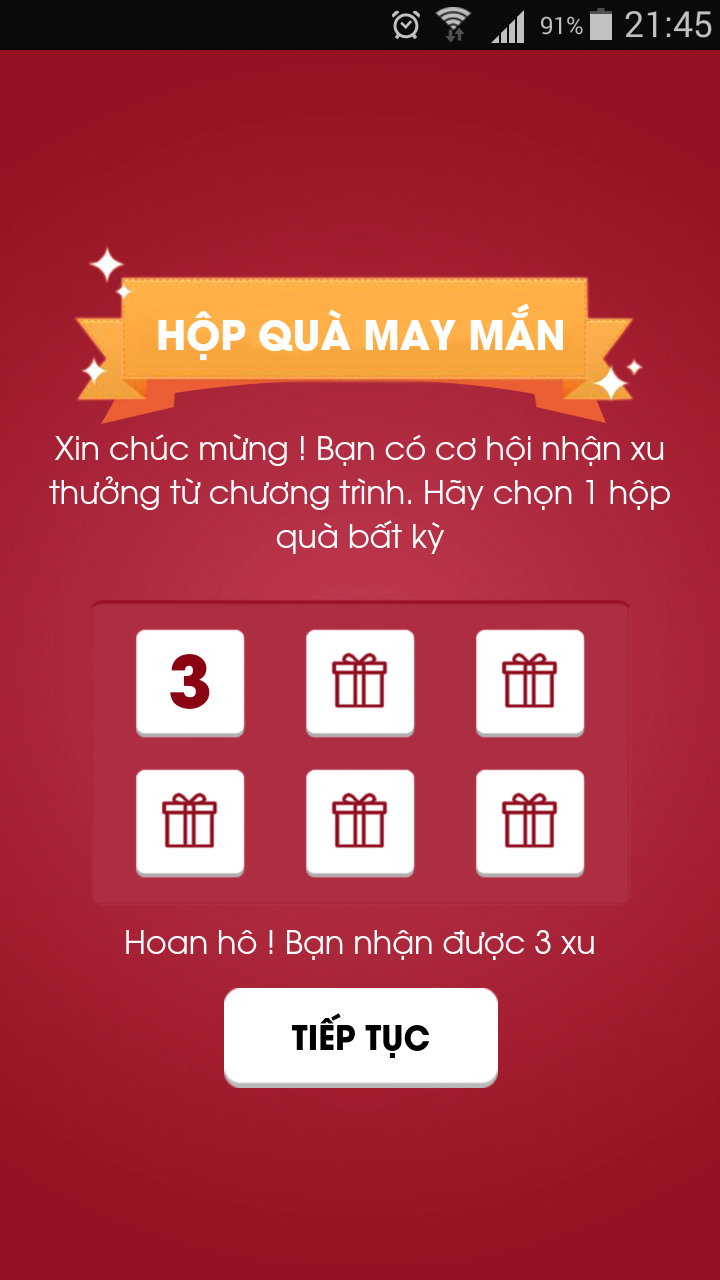 91% 21:45
HỘP QUÀ MAY MẮN
Xin chúc mừng ! Bạn có cơ hội nhận xu
thưởng từ chương trình. Hãy chọn 1 hộp
quà bất kỳ
3
Hoan hô ! Bạn nhận được 3 xu
TIẾP TỤC